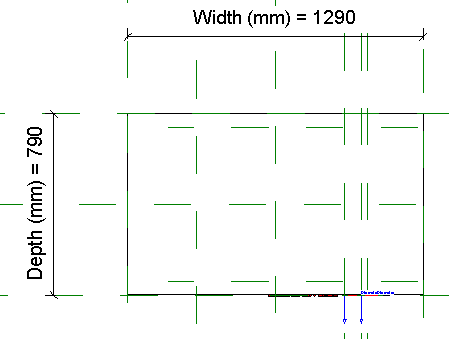 Width (mm) = 1290
Depth (mm) = 790